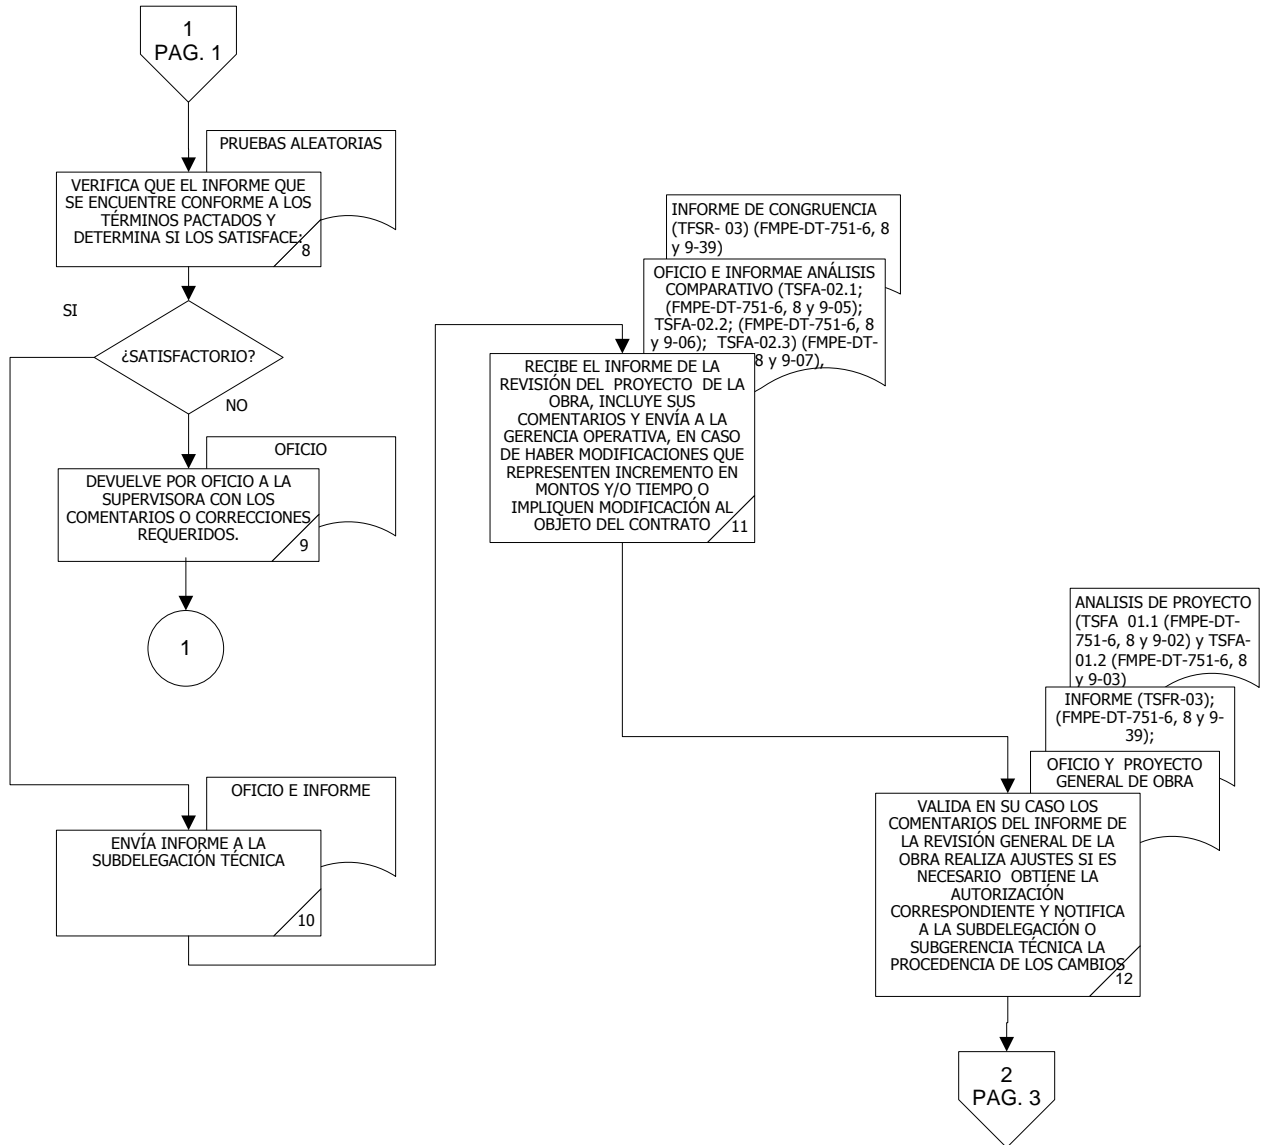 1
PAG. 1
PRUEBAS ALEATORIAS
VERIFICA QUE EL INFORME QUE
SE ENCUENTRE CONFORME A LOS
TÉRMINOS PACTADOS Y
DETERMINA SI LOS SATISFACE:
8
SI
¿SATISFACTORIO?
NO
OFICIO
DEVUELVE POR OFICIO A LA
SUPERVISORA CON LOS
COMENTARIOS O CORRECCIONES
REQUERIDOS.
9
1
OFICIO E INFORME
ENVÍA INFORME A LA
SUBDELEGACIÓN TÉCNICA
10
INFORME DE CONGRUENCIA
(TFSR- 03) (FMPE-DT-751-6, 8
y 9-39)
OFICIO E INFORMAE ANÁLISIS
COMPARATIVO (TSFA-02.1;
(FMPE-DT-751-6, 8 y 9-05);
TSFA-02.2; (FMPE-DT-751-6, 8
y 9-06);  TSFA-02.3) (FMPE-DT-
8 y 9-07),
RECIBE EL INFORME DE LA
REVISIÓN DEL  PROYECTO  DE LA
OBRA, INCLUYE SUS
COMENTARIOS Y ENVÍA A LA
GERENCIA OPERATIVA, EN CASO
DE HABER MODIFICACIONES QUE
REPRESENTEN INCREMENTO EN
MONTOS Y/O TIEMPO O
IMPLIQUEN MODIFICACIÓN AL
OBJETO DEL CONTRATO
11
ANALISIS DE PROYECTO
(TSFA  01.1 (FMPE-DT-
751-6, 8 y 9-02) y TSFA-
01.2 (FMPE-DT-751-6, 8
y 9-03)
INFORME (TSFR-03);
(FMPE-DT-751-6, 8 y 9-
39);
OFICIO Y  PROYECTO
GENERAL DE OBRA
VALIDA EN SU CASO LOS
COMENTARIOS DEL INFORME DE
LA REVISIÓN GENERAL DE LA
OBRA REALIZA AJUSTES SI ES
NECESARIO  OBTIENE LA
AUTORIZACIÓN
CORRESPONDIENTE Y NOTIFICA
A LA SUBDELEGACIÓN O
SUBGERENCIA TÉCNICA LA
PROCEDENCIA DE LOS CAMBIOS
12
2
PAG. 3